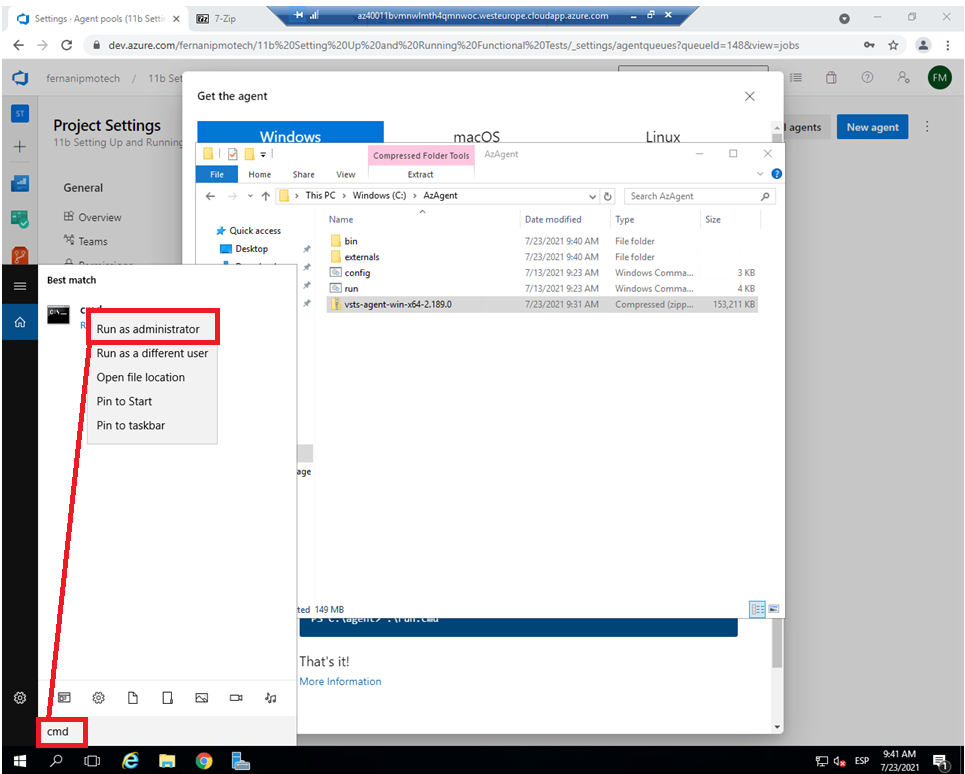 Settings · Agent pools (11b Settin
7-Zip
az40011bvmnwlmth4qmnwoc.westeurope.cloudapp.azure.com
dev.azure.com/fernanipmotech/11b%20Setting%20Up%20and%20Running%20Functional%20Tests/_settings/agentqueues?queueId=148&view=jobs
fernanipmotech / 11b Set
FM
ST
Get the agent
Windows
macOS
Linux
Project Settings
11b Setting Up and Running
agents
New agent
General
Overview
Teams
Compressed Folder Tools
AzAgent
File
Home
Share
View
Extract
This PC > Windows (C:) > AzAgent
Search AzAgent
Quick access
Desktop
Name
Date modified
Type
Size
bin
7/23/2021 9:40 AM
File folder
externals
7/23/2021 9:40 AM
File folder
config
7/13/2021 9:23 AM
Windows Comma...
3 KB
run
7/13/2021 9:23 AM
Windows Comma...
4 KB
vsts-agent-win-x64-2.189.0
7/23/2021 9:31 AM
Compressed (zipp...
153,211 KB
Best match
cmd
Run as administrator
Run as a different user
Open file location
Pin to Start
Pin to taskbar
age
ted 149 MB
PS C:\agent> .\run.cmd
That's it!
More Information
cmd
ESP
9:41 AM
7/23/2021
1